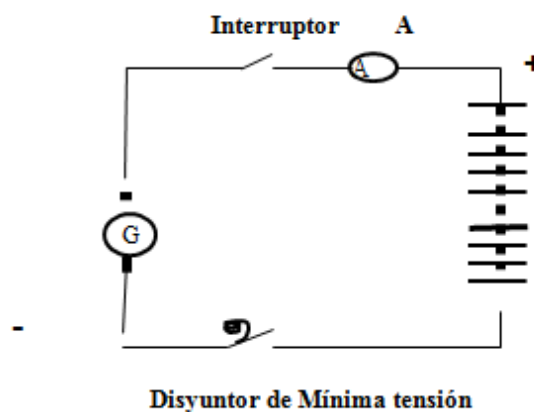 Interruptor A
A
+
G
-
Disyuntor de Mínima tensión